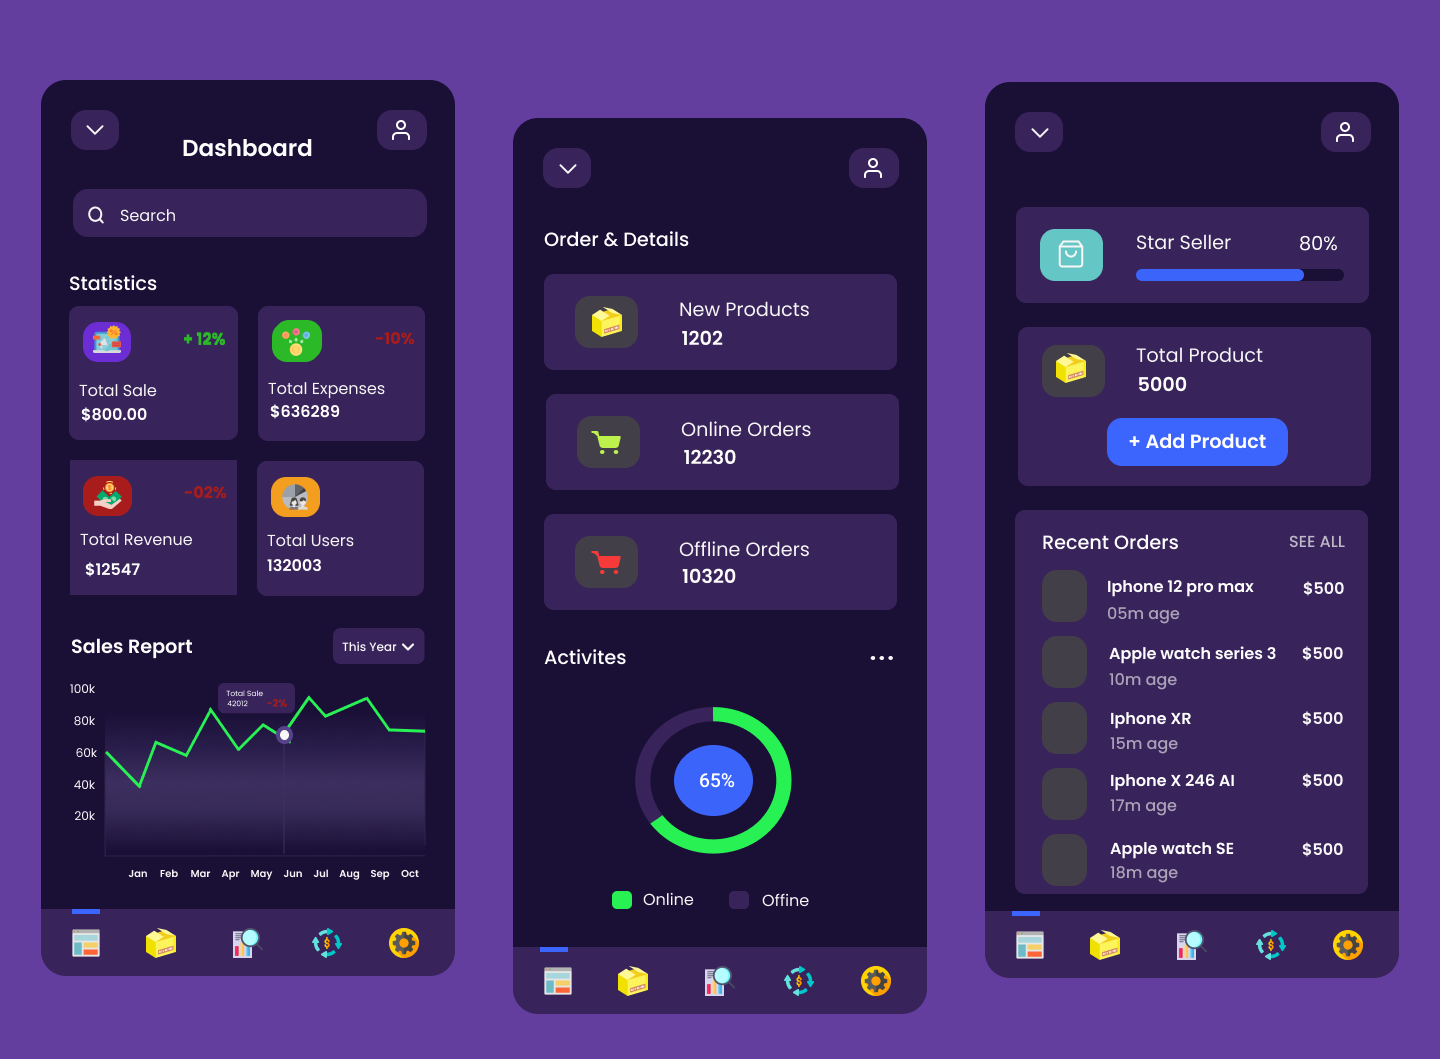 Dashboard
Search
Statistics
+ 12%
Total Sale
$800.00
-10%
Total Expenses
$636289
-02%
Total Revenue
$12547
Total Users
132003
Sales Report
This Year
100k
80k
60k
40k
20k
Total Sale
42012
-2%
Jan Feb Mar Apr May Jun Jul Aug Sep Oct
Order & Details
New Products
1202
Online Orders
12230
Offline Orders
10320
Activites
65%
Online
Offine
Star Seller 80%
Total Product
5000
+ Add Product
Recent Orders SEE ALL
Iphone 12 pro max $500
05m age
Apple watch series 3 $500
10m age
Iphone XR $500
15m age
Iphone X 246 AI $500
17m age
Apple watch SE $500
18m age